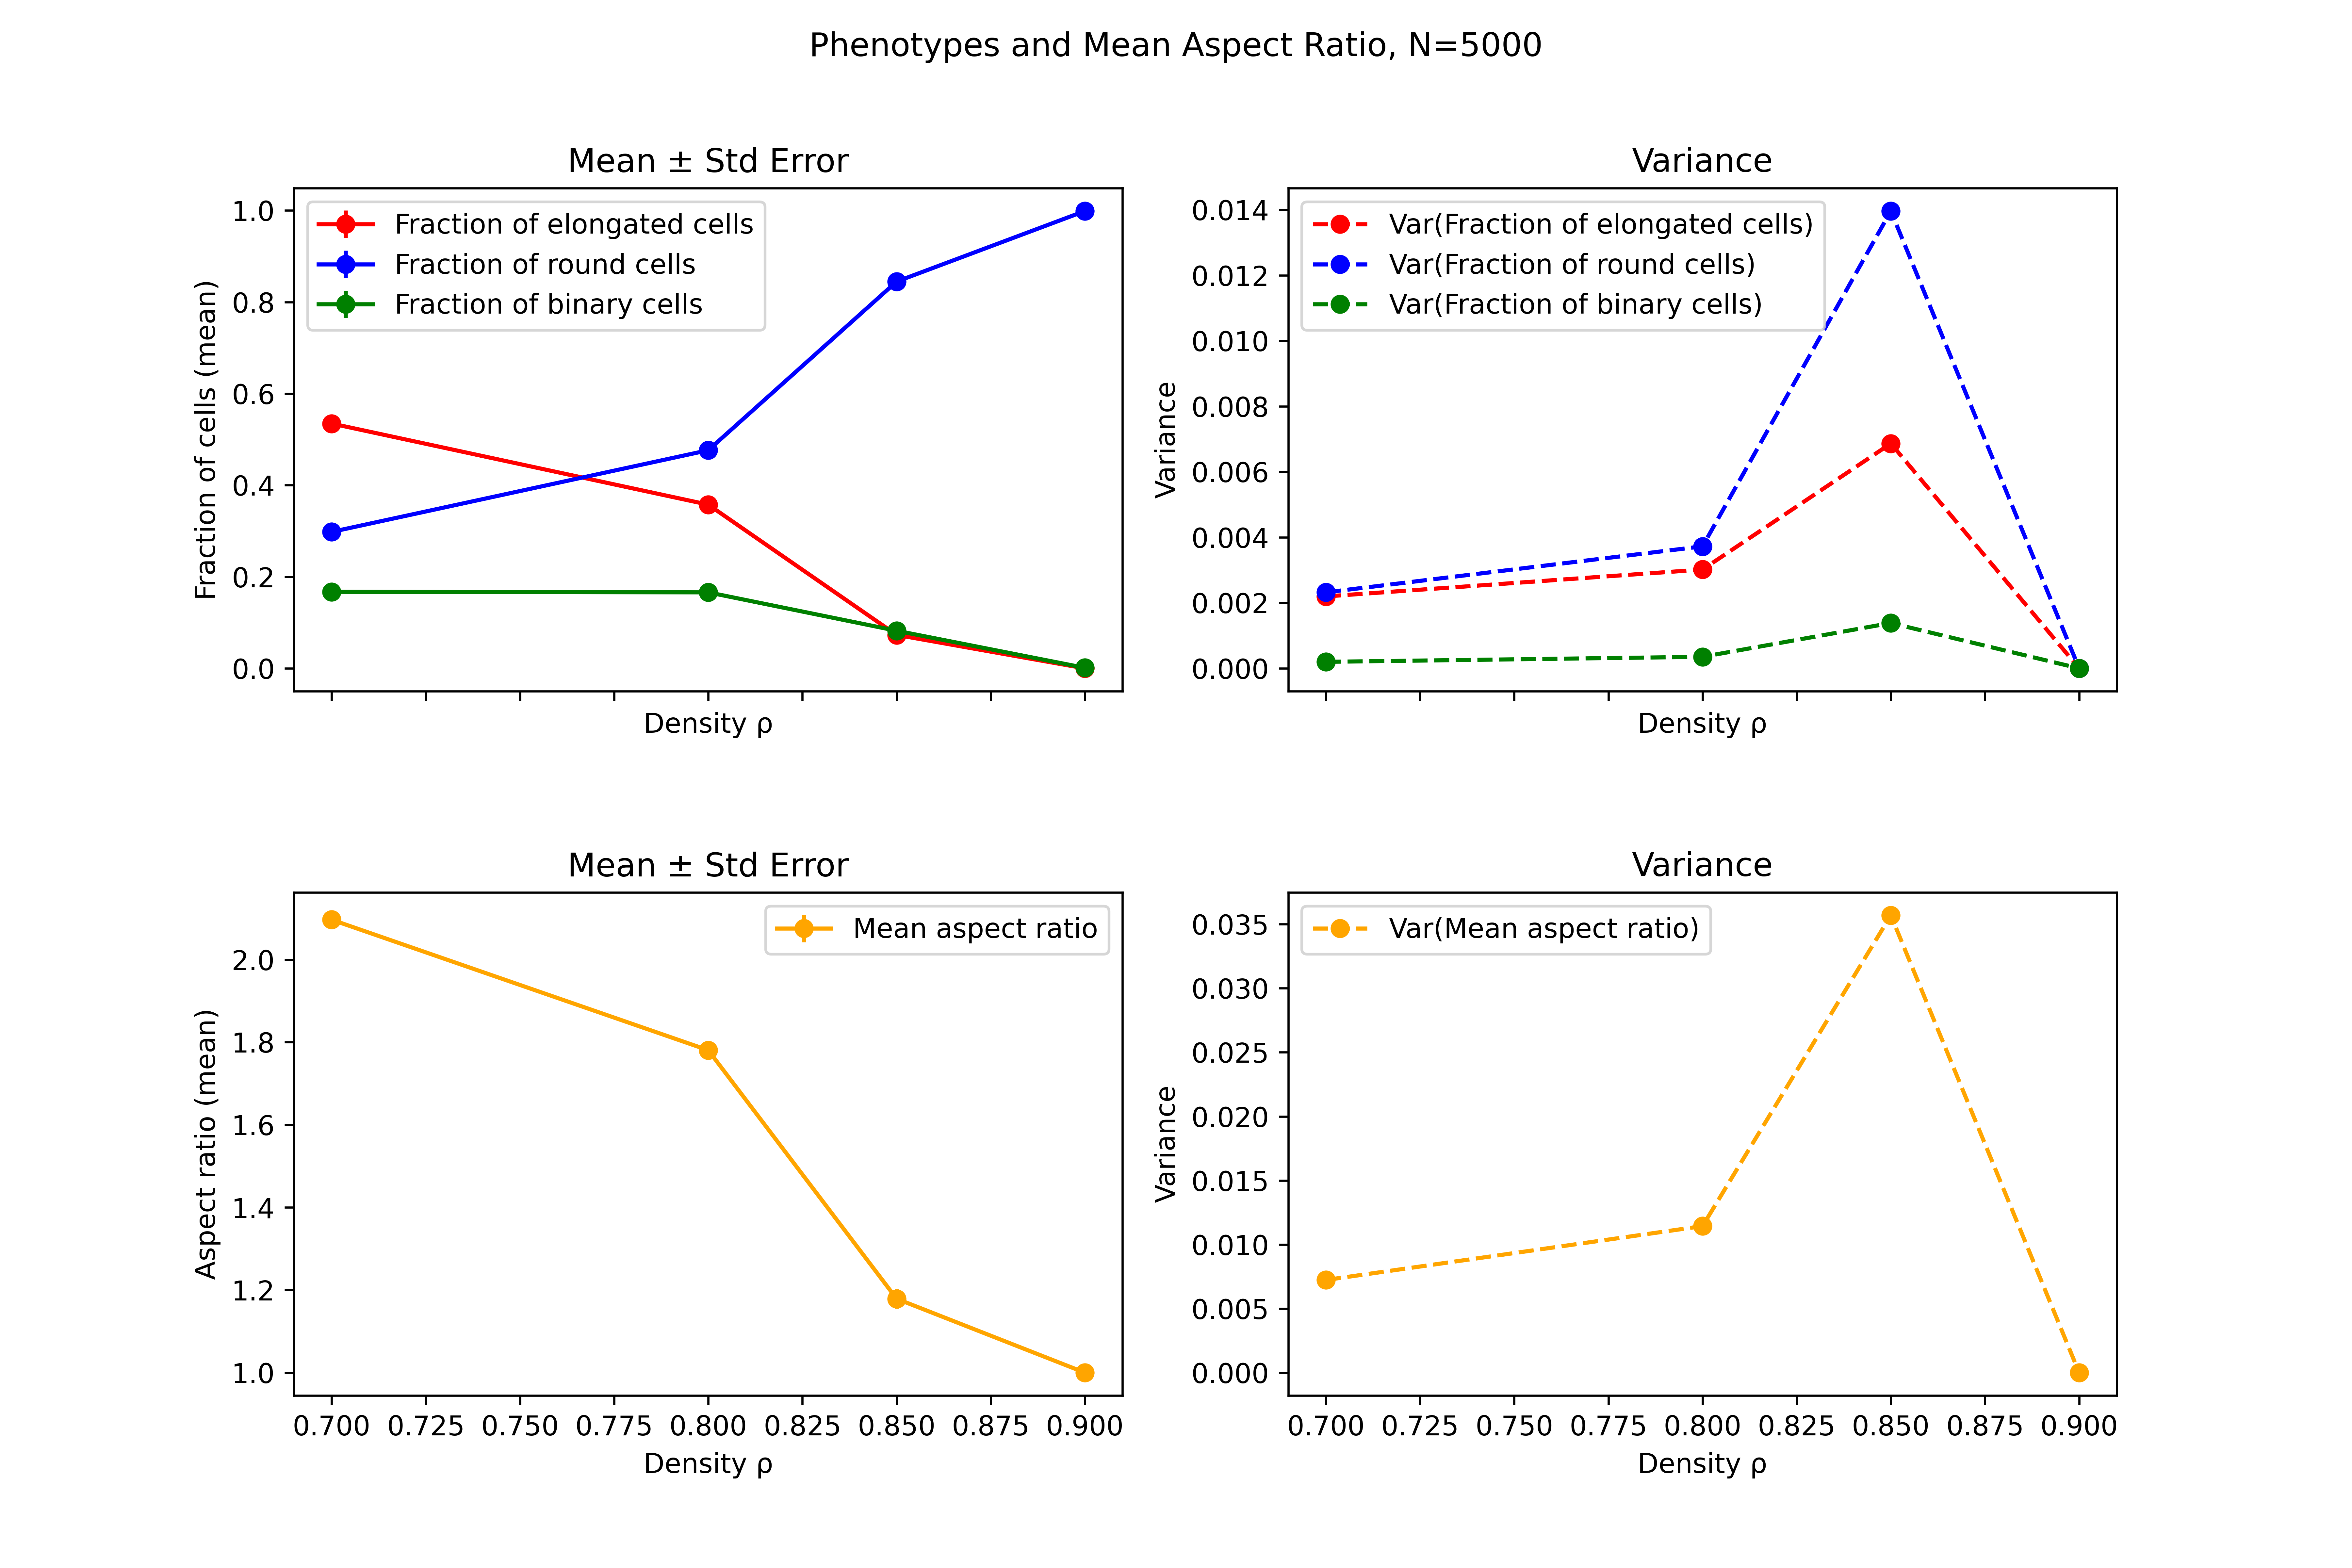 Phenotypes and Mean Aspect Ratio, N=5000
Mean ± Std Error
Fraction of elongated cells
Fraction of round cells
Fraction of binary cells
1.0
0.8
0.6
0.4
0.2
0.0
Fraction of cells (mean)
Density ρ
Variance
Var(Fraction of elongated cells)
Var(Fraction of round cells)
Var(Fraction of binary cells)
0.014
0.012
0.010
0.008
0.006
0.004
0.002
0.000
Variance
Density ρ
Mean ± Std Error
Mean aspect ratio
2.0
1.8
1.6
1.4
1.2
1.0
Aspect ratio (mean)
0.700 0.725 0.750 0.775 0.800 0.825 0.850 0.875 0.900
Density ρ
Variance
Var(Mean aspect ratio)
0.035
0.030
0.025
0.020
0.015
0.010
0.005
0.000
Variance
0.700 0.725 0.750 0.775 0.800 0.825 0.850 0.875 0.900
Density ρ